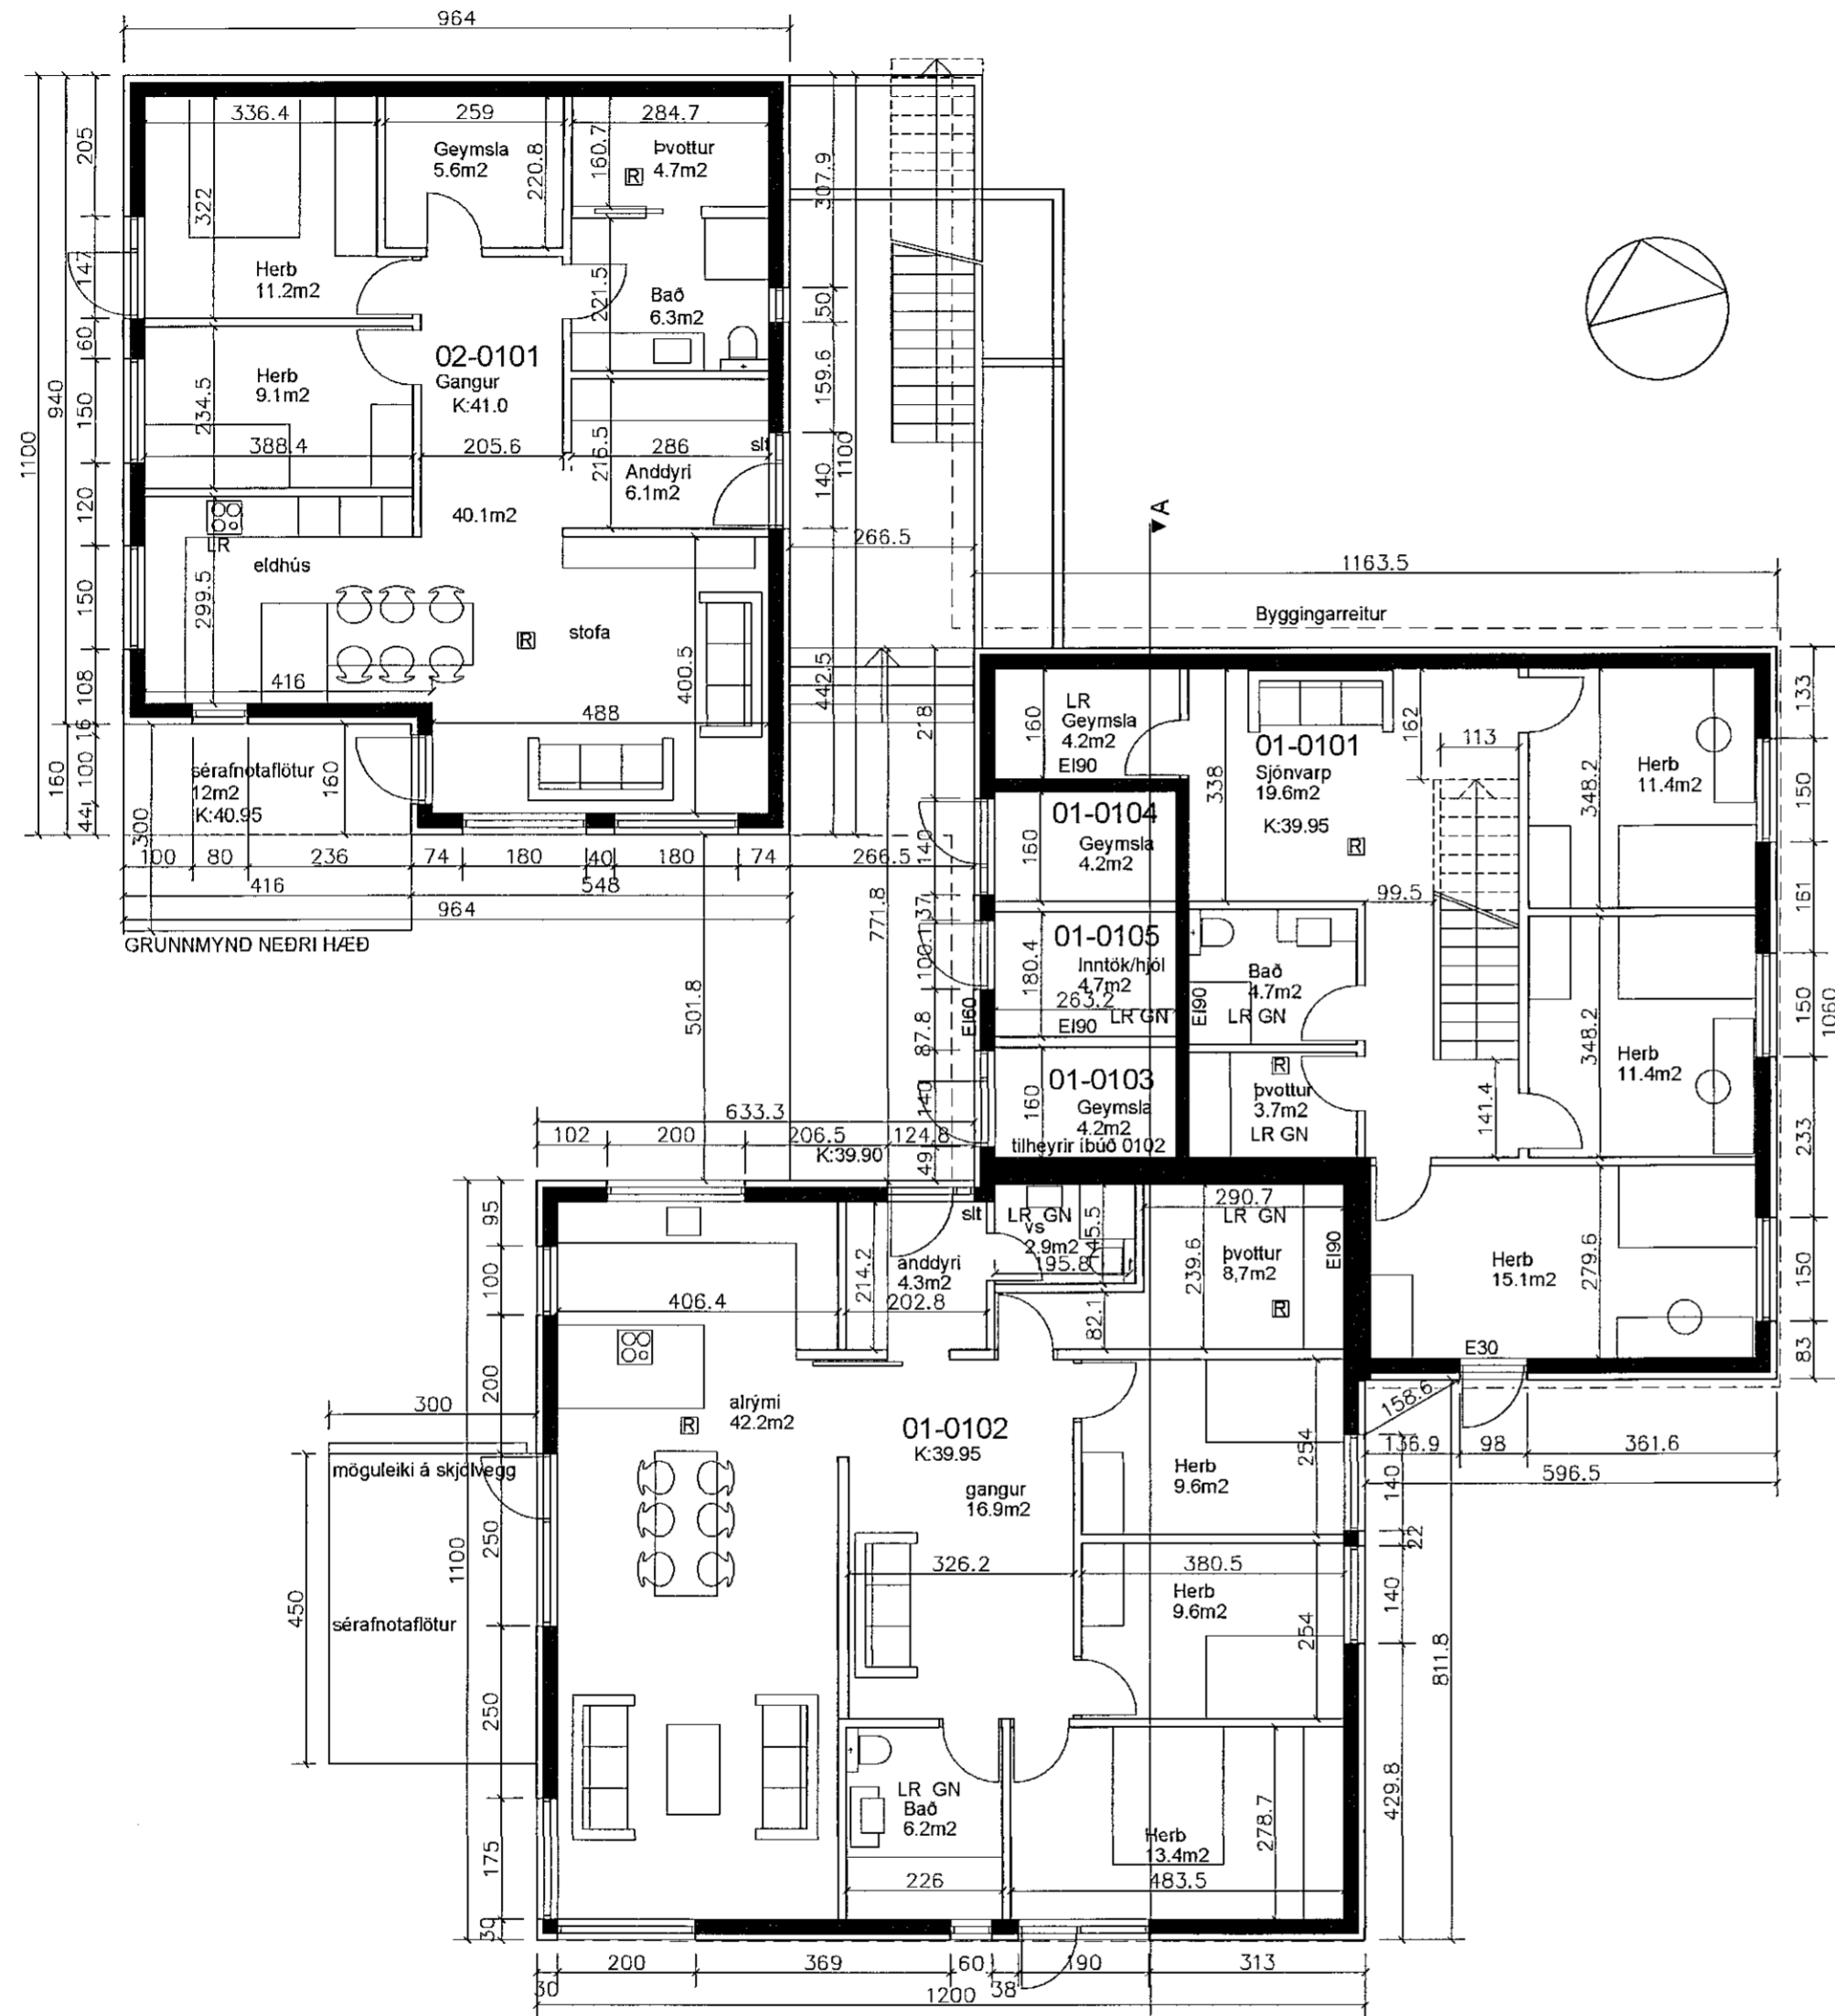 964
336.4
259
284.7
Geymsla
5.6m2
Þvottur
4.7m2
R
160.7
220.8
322
205
147
60
150
120
150
108
16
100
44
940
1100
160
Herb
11.2m2
221.5
Bað
6.3m2
307.9
50
159.6
140
1100
442.5
02-0101
Gangur
K:41.0
Herb
9.1m2
234.5
388.4
205.6
286
216.5
slt
Anddyri
6.1m2
40.1m2
LR
eldhús
299.5
R
stofa
416
488
400.5
266.5
sérafnotaflötur
12m2
K:40.95
160
300
100
80
236
74
180
40
180
74
266.5
416
548
964
GRUNNMYND NEÐRI HÆÐ
A
1163.5
Byggingarreitur
LR
Geymsla
4.2m2
EI90
160
218
01-0101
Sjónvarp
19.6m2
K:39.95
R
338
162
113
99.5
348.2
Herb
11.4m2
133
150
161
150
233
150
83
1060
01-0104
Geymsla
4.2m2
160
140
137
100.1
87.8
140
49
771.8
501.8
01-0105
Inntök/hjól
4.7m2
263.2
180.4
EI90
LR GN
EI60
EI90
Bað
4.7m2
LR GN
01-0103
Geymsla
4.2m2
tilheyrir íbúð 0102
160
R
Þvottur
3.7m2
LR GN
141.4
348.2
Herb
11.4m2
Herb
15.1m2
279.6
E30
633.3
102
200
206.5
124.8
K:39.90
slt
LR GN
vs
2.9m2
195.8
145.5
290.7
LR GN
Þvottur
8,7m2
239.6
EI90
R
82.1
anddyri
4.3m2
202.8
214.2
406.4
95
100
200
250
250
175
30
1100
300
möguleiki á skjólvegg
sérafnotaflötur
450
alrými
42.2m2
R
01-0102
K:39.95
gangur
16.9m2
326.2
Herb
9.6m2
254
380.5
Herb
9.6m2
254
158.6
136.9
98
361.6
596.5
140
22
140
429.8
811.8
LR GN
Bað
6.2m2
226
Herb
13.4m2
278.7
483.5
30
200
369
60
38
190
313
1200